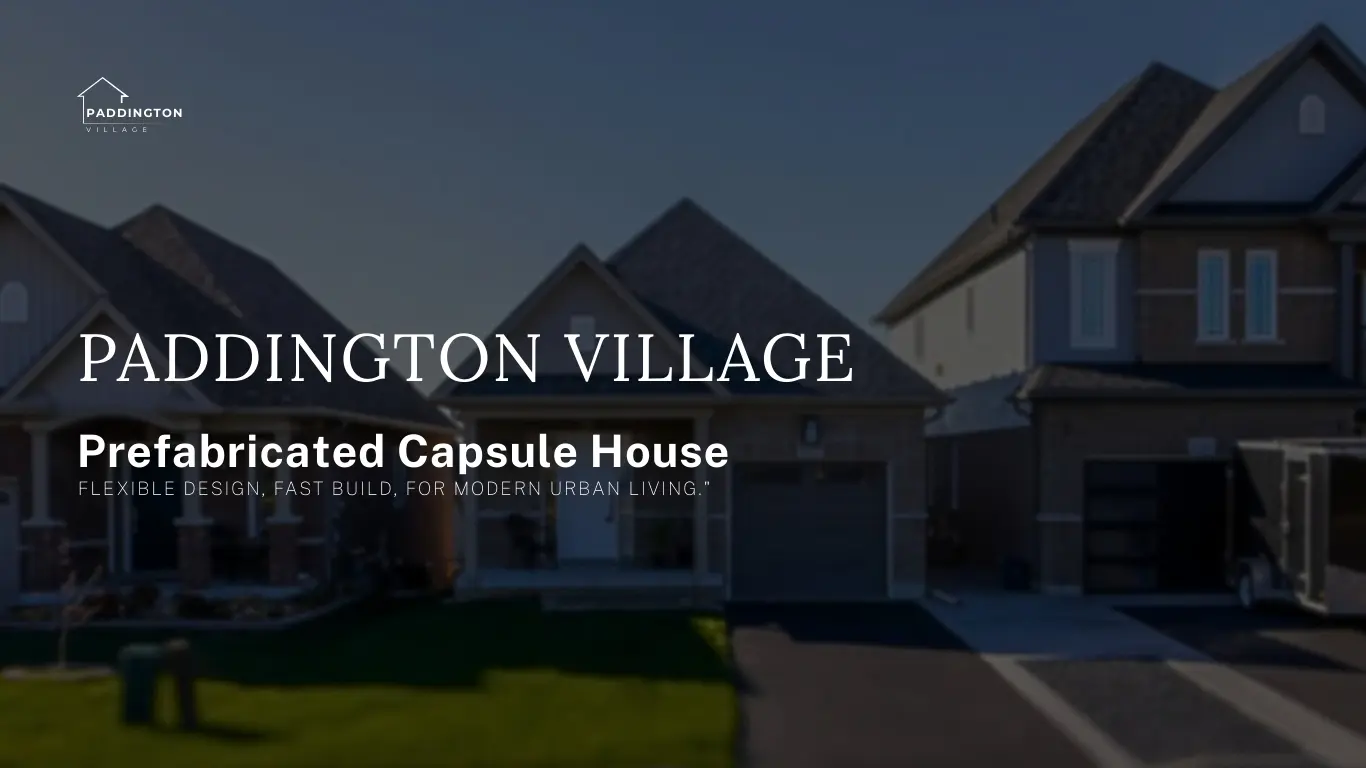 PADDINGTON
VILLAGE
PADDINGTON VILLAGE
Prefabricated Capsule House
FLEXIBLE DESIGN, FAST BUILD, FOR MODERN URBAN LIVING."